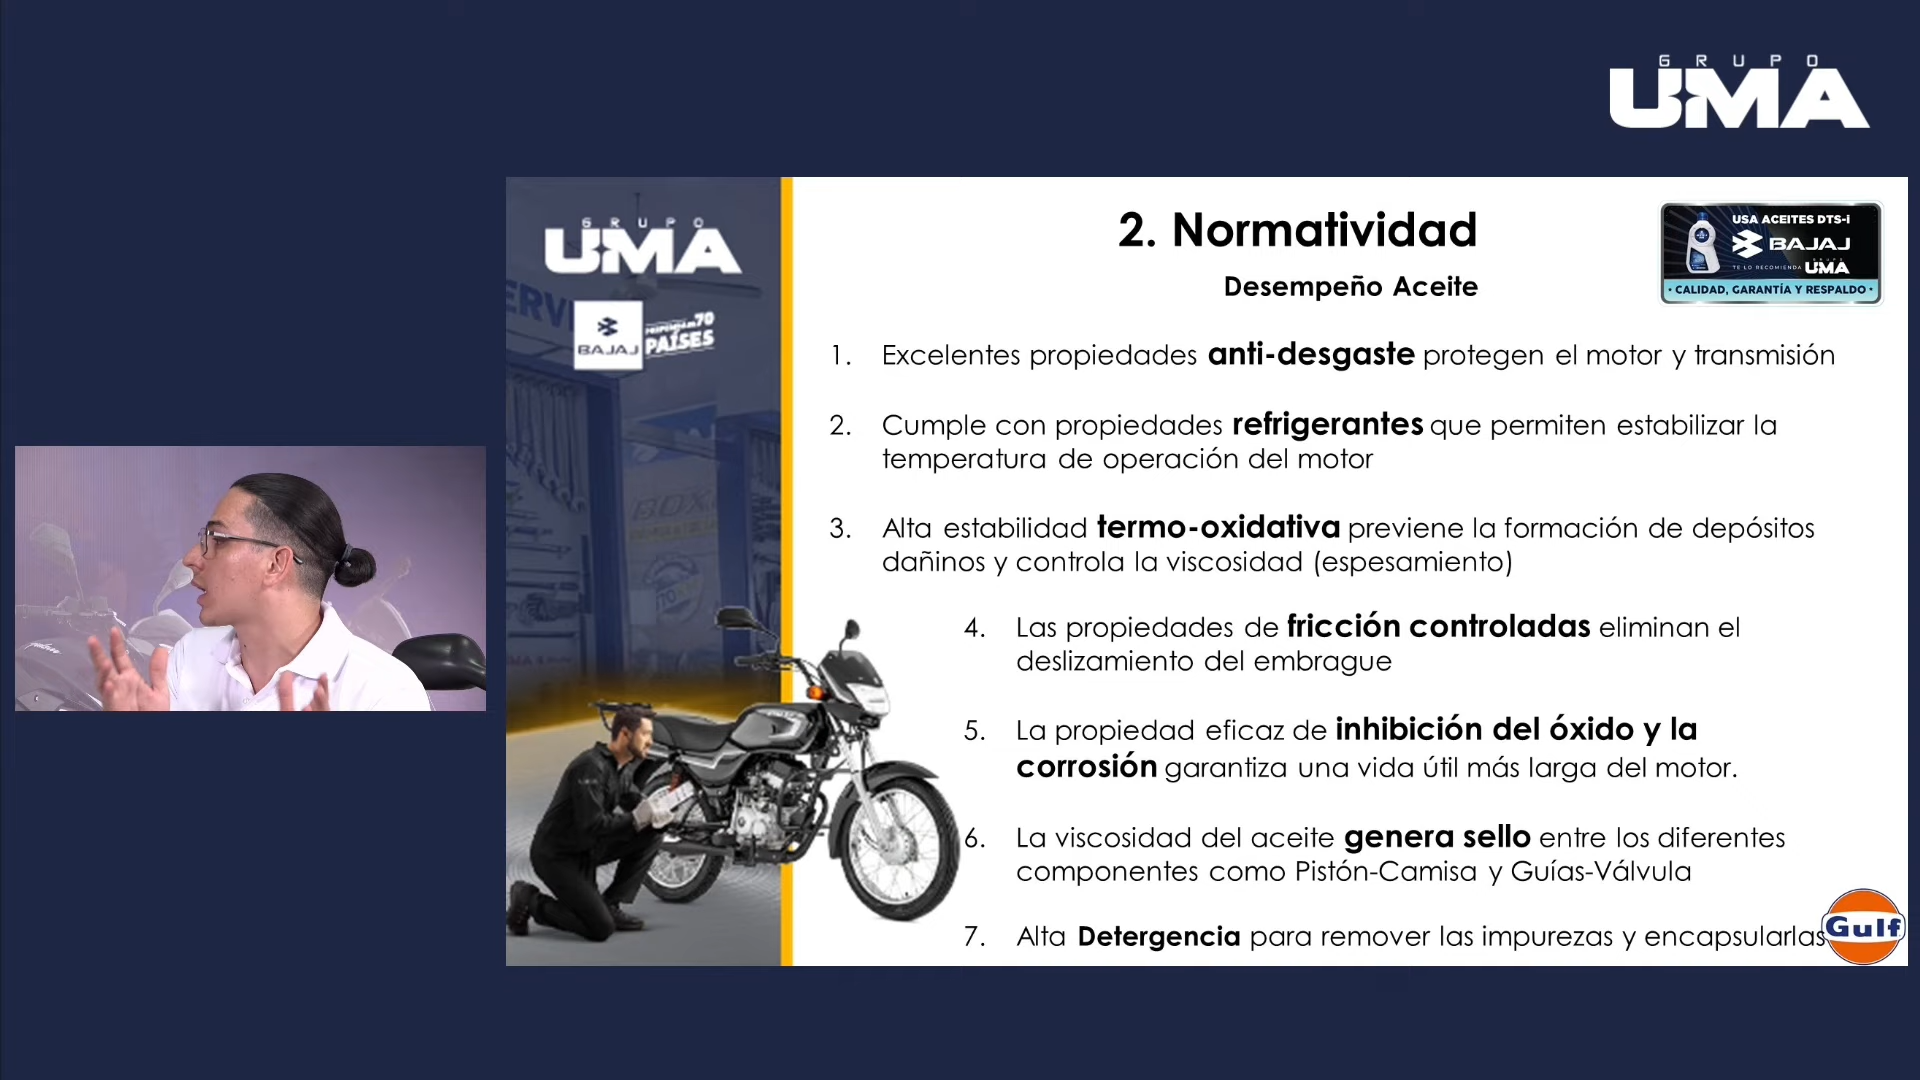 GRUPO
UMA
GRUPO
UMA
SERVI
BAJAJ
PAÍSES
70
2. Normatividad
Desempeño Aceite
USA ACEITES DTS-i
BAJAJ
TE LO RECOMIENDA UMA
• CALIDAD, GARANTÍA Y RESPALDO •
1. Excelentes propiedades anti-desgaste protegen el motor y transmisión
2. Cumple con propiedades refrigerantes que permiten estabilizar la
temperatura de operación del motor
3. Alta estabilidad termo-oxidativa previene la formación de depósitos
dañinos y controla la viscosidad (espesamiento)
4. Las propiedades de fricción controladas eliminan el
deslizamiento del embrague
5. La propiedad eficaz de inhibición del óxido y la
corrosión garantiza una vida útil más larga del motor.
6. La viscosidad del aceite genera sello entre los diferentes
componentes como Pistón-Camisa y Guías-Válvula
7. Alta Detergencia para remover las impurezas y encapsularlas
Gulf